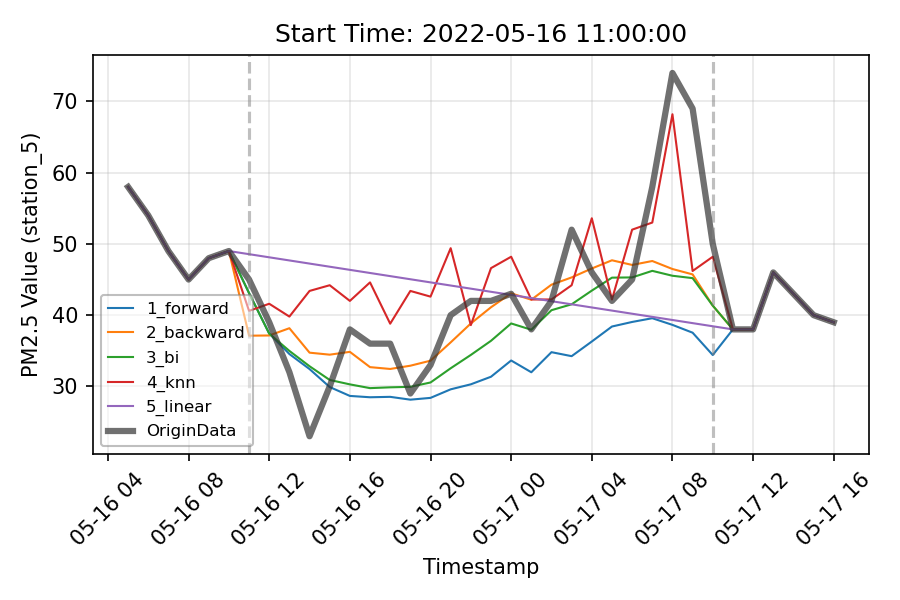 Start Time: 2022-05-16 11:00:00
PM2.5 Value (station_5)
70
60
50
40
30
1_forward
2_backward
3_bi
4_knn
5_linear
OriginData
05-16 04
05-16 08
05-16 12
05-16 16
05-16 20
05-17 00
05-17 04
05-17 08
05-17 12
05-17 16
Timestamp